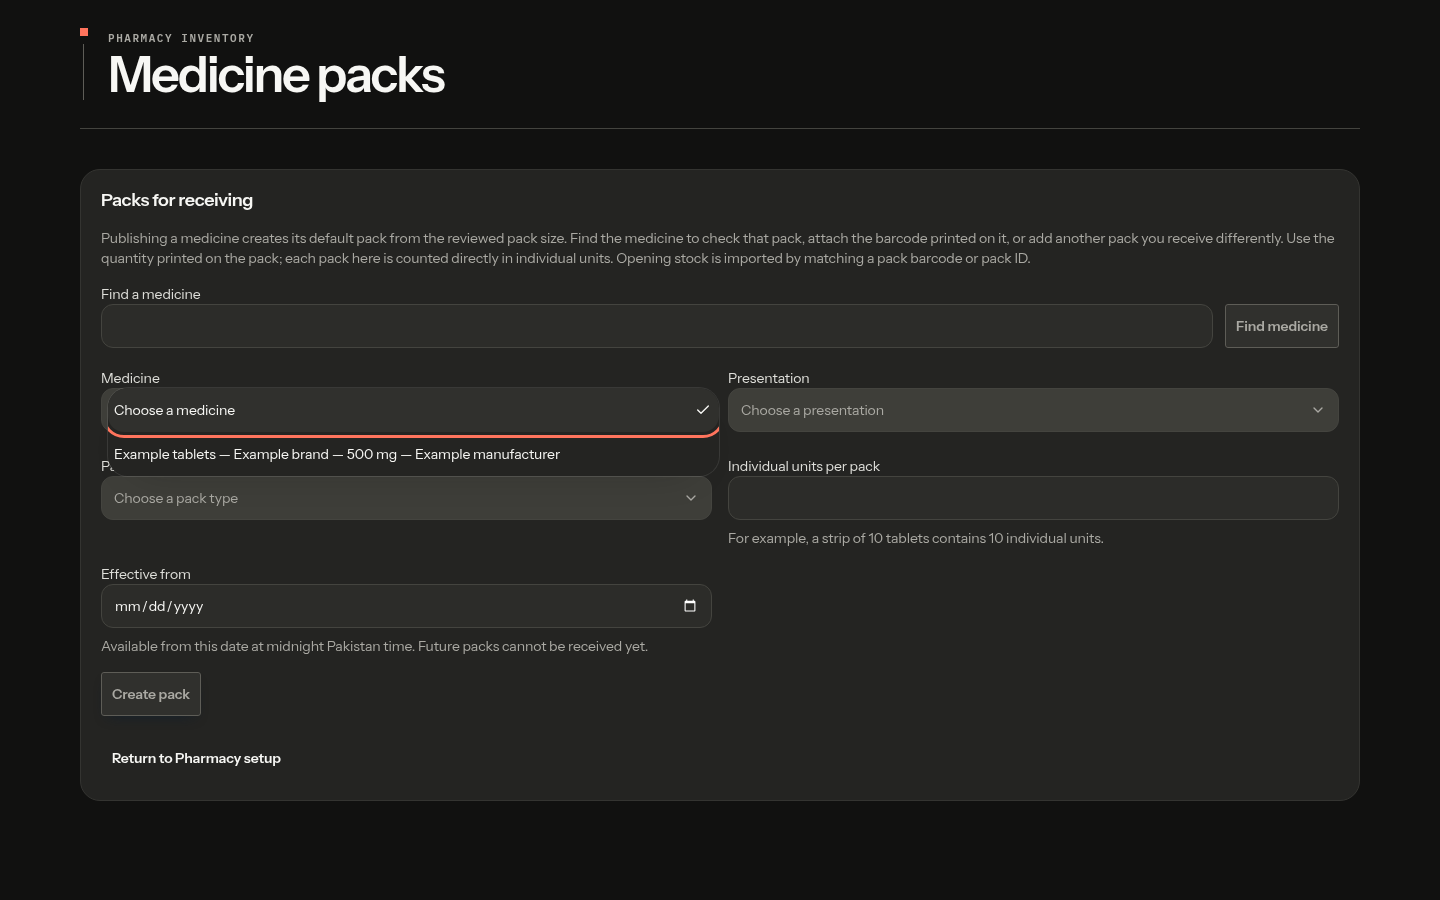 PHARMACY INVENTORY
Medicine packs
Packs for receiving
Publishing a medicine creates its default pack from the reviewed pack size. Find the medicine to check that pack, attach the barcode printed on it, or add another pack you receive differently. Use the
quantity printed on the pack; each pack here is counted directly in individual units. Opening stock is imported by matching a pack barcode or pack ID.
Find a medicine
Find medicine
Medicine
Presentation
Choose a medicine
Choose a presentation
Example tablets — Example brand — 500 mg — Example manufacturer
Individual units per pack
Choose a pack type
For example, a strip of 10 tablets contains 10 individual units.
Effective from
mm/dd/yyyy
Available from this date at midnight Pakistan time. Future packs cannot be received yet.
Create pack
Return to Pharmacy setup